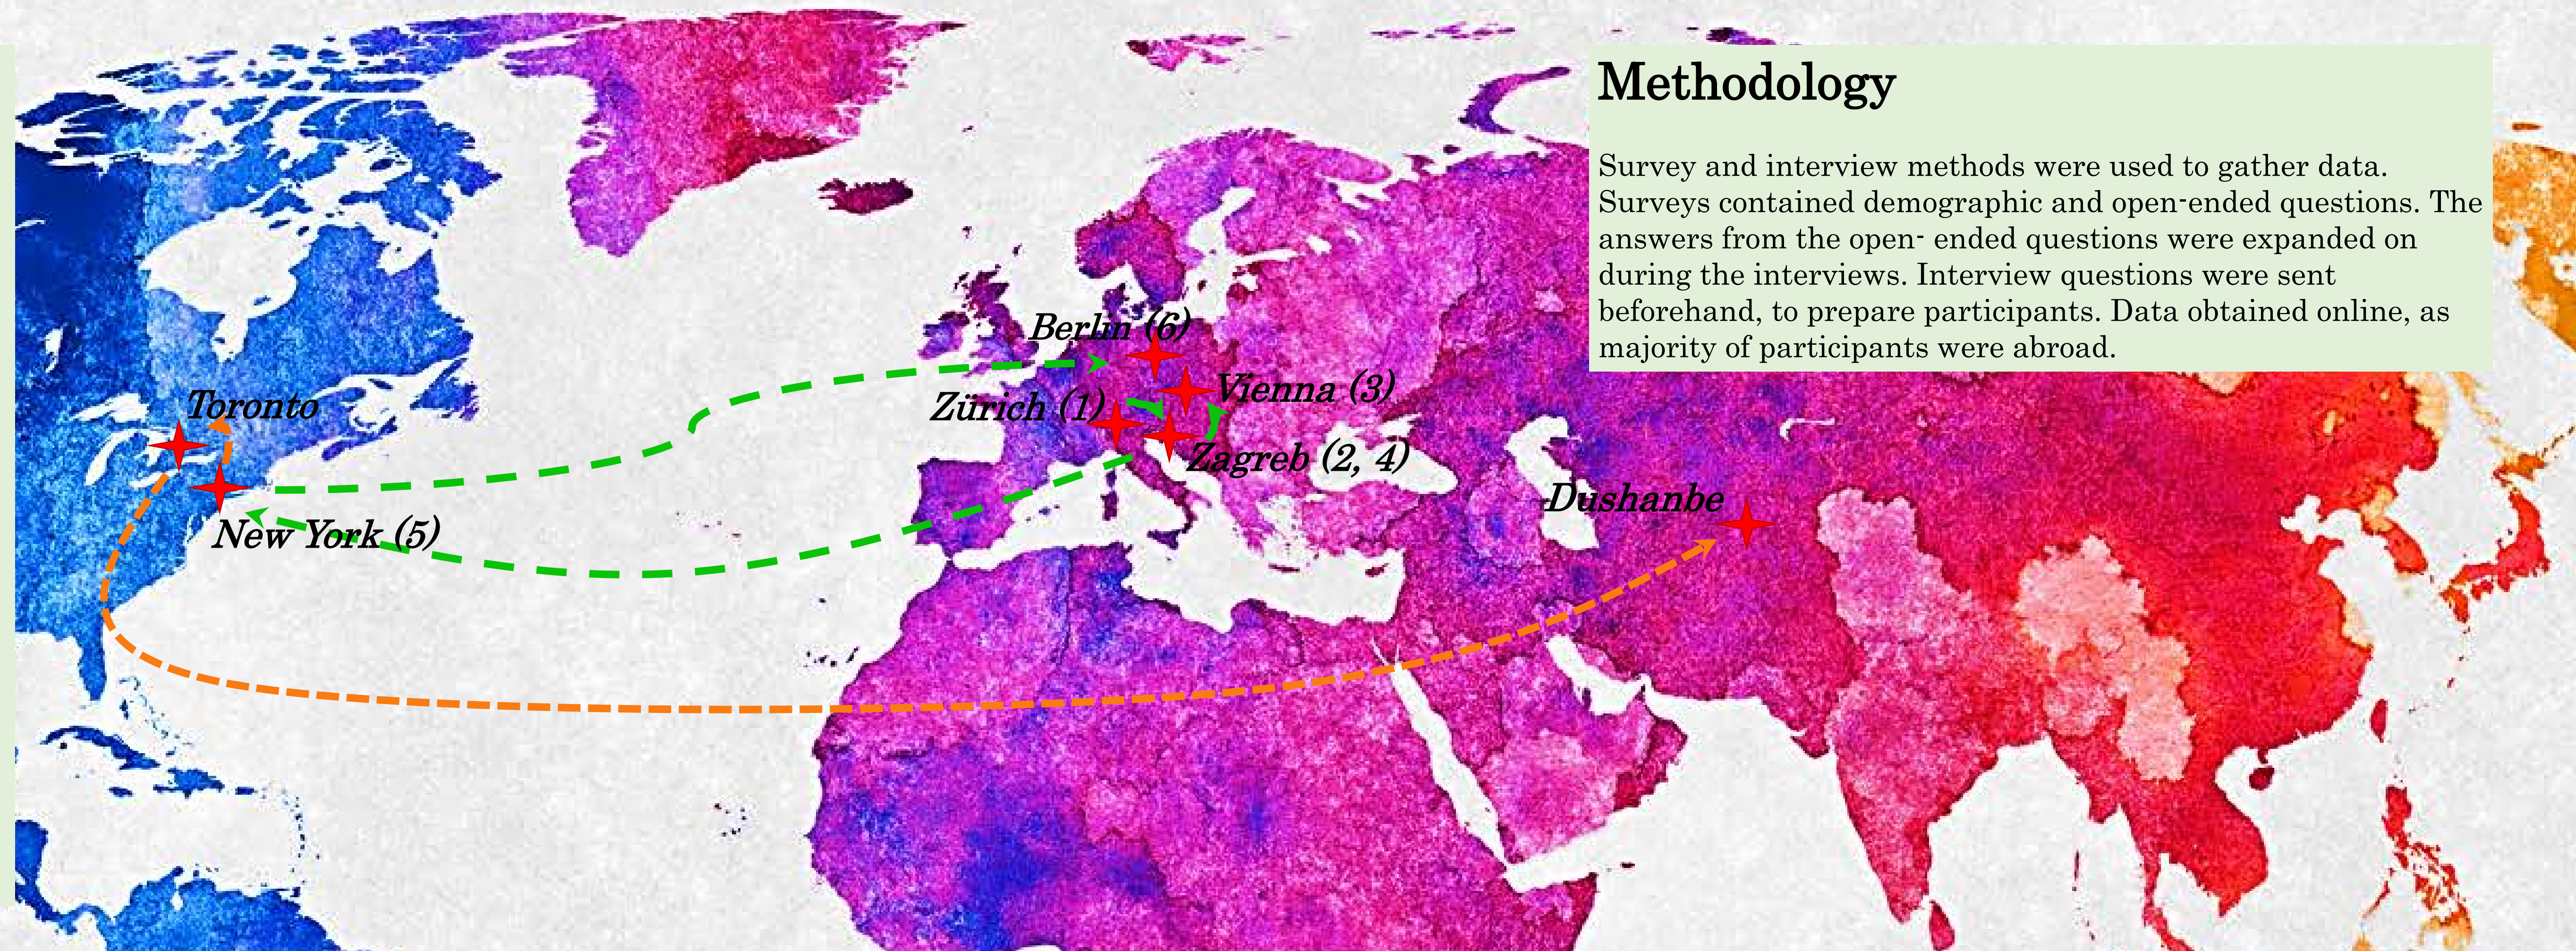 Methodology
Survey and interview methods were used to gather data.
Surveys contained demographic and open-ended questions. The
answers from the open- ended questions were expanded on
during the interviews. Interview questions were sent
beforehand, to prepare participants. Data obtained online, as
majority of participants were abroad.
Berlin (6)
Vienna (3)
Zürich (1)
Toronto
Zagreb (2, 4)
Dushanbe
New York (5)